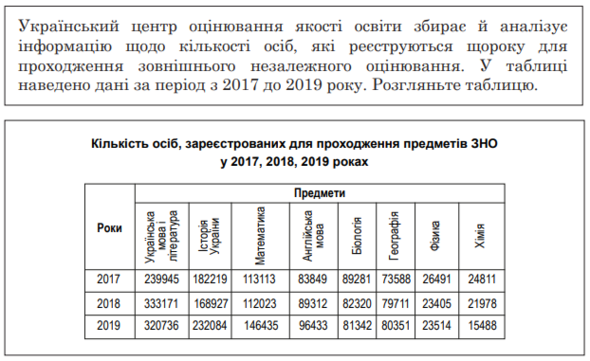 Український центр оцінювання якості освіти збирає й аналізує
інформацію щодо кількості осіб, які реєструються щороку для
проходження зовнішнього незалежного оцінювання. У таблиці
наведено дані за період з 2017 до 2019 року. Розгляньте таблицю.
Кількість осіб, зареєстрованих для проходження предметів ЗНО
у 2017, 2018, 2019 роках
Роки
Предмети
Українська
мова і
література
Історія
України
Математика
Англійська
мова
Біологія
Географія
Фізика
Хімія
2017 239945 182219 113113 83849 89281 73588 26491 24811
2018 333171 168927 112023 89312 82320 79711 23405 21978
2019 320736 232084 146435 96433 81342 80351 23514 15488